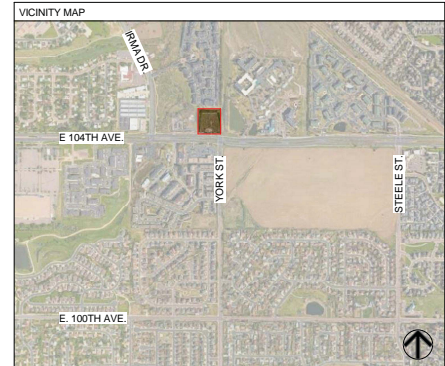 VICINITY MAP
IRMA DR.
E 104TH AVE.
YORK ST.
STEELE ST.
E. 100TH AVE.